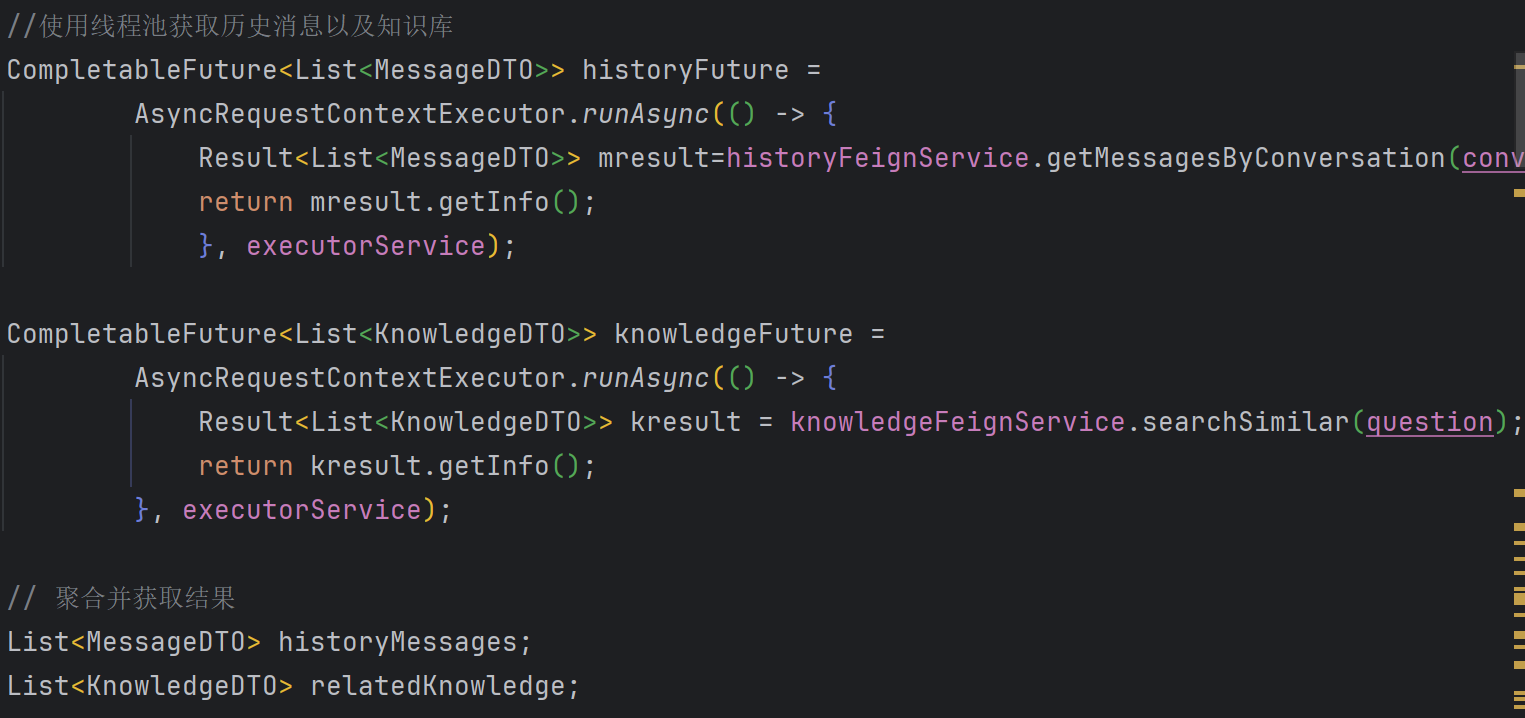 //使用线程池获取历史消息以及知识库
CompletableFuture<List<MessageDTO>> historyFuture =
AsyncRequestContextExecutor.runAsync(() -> {
Result<List<MessageDTO>> mresult=historyFeignService.getMessagesByConversation(conv
return mresult.getInfo();
}, executorService);
CompletableFuture<List<KnowledgeDTO>> knowledgeFuture =
AsyncRequestContextExecutor.runAsync(() -> {
Result<List<KnowledgeDTO>> kresult = knowledgeFeignService.searchSimilar(question);
return kresult.getInfo();
}, executorService);
// 聚合并获取结果
List<MessageDTO> historyMessages;
List<KnowledgeDTO> relatedKnowledge;